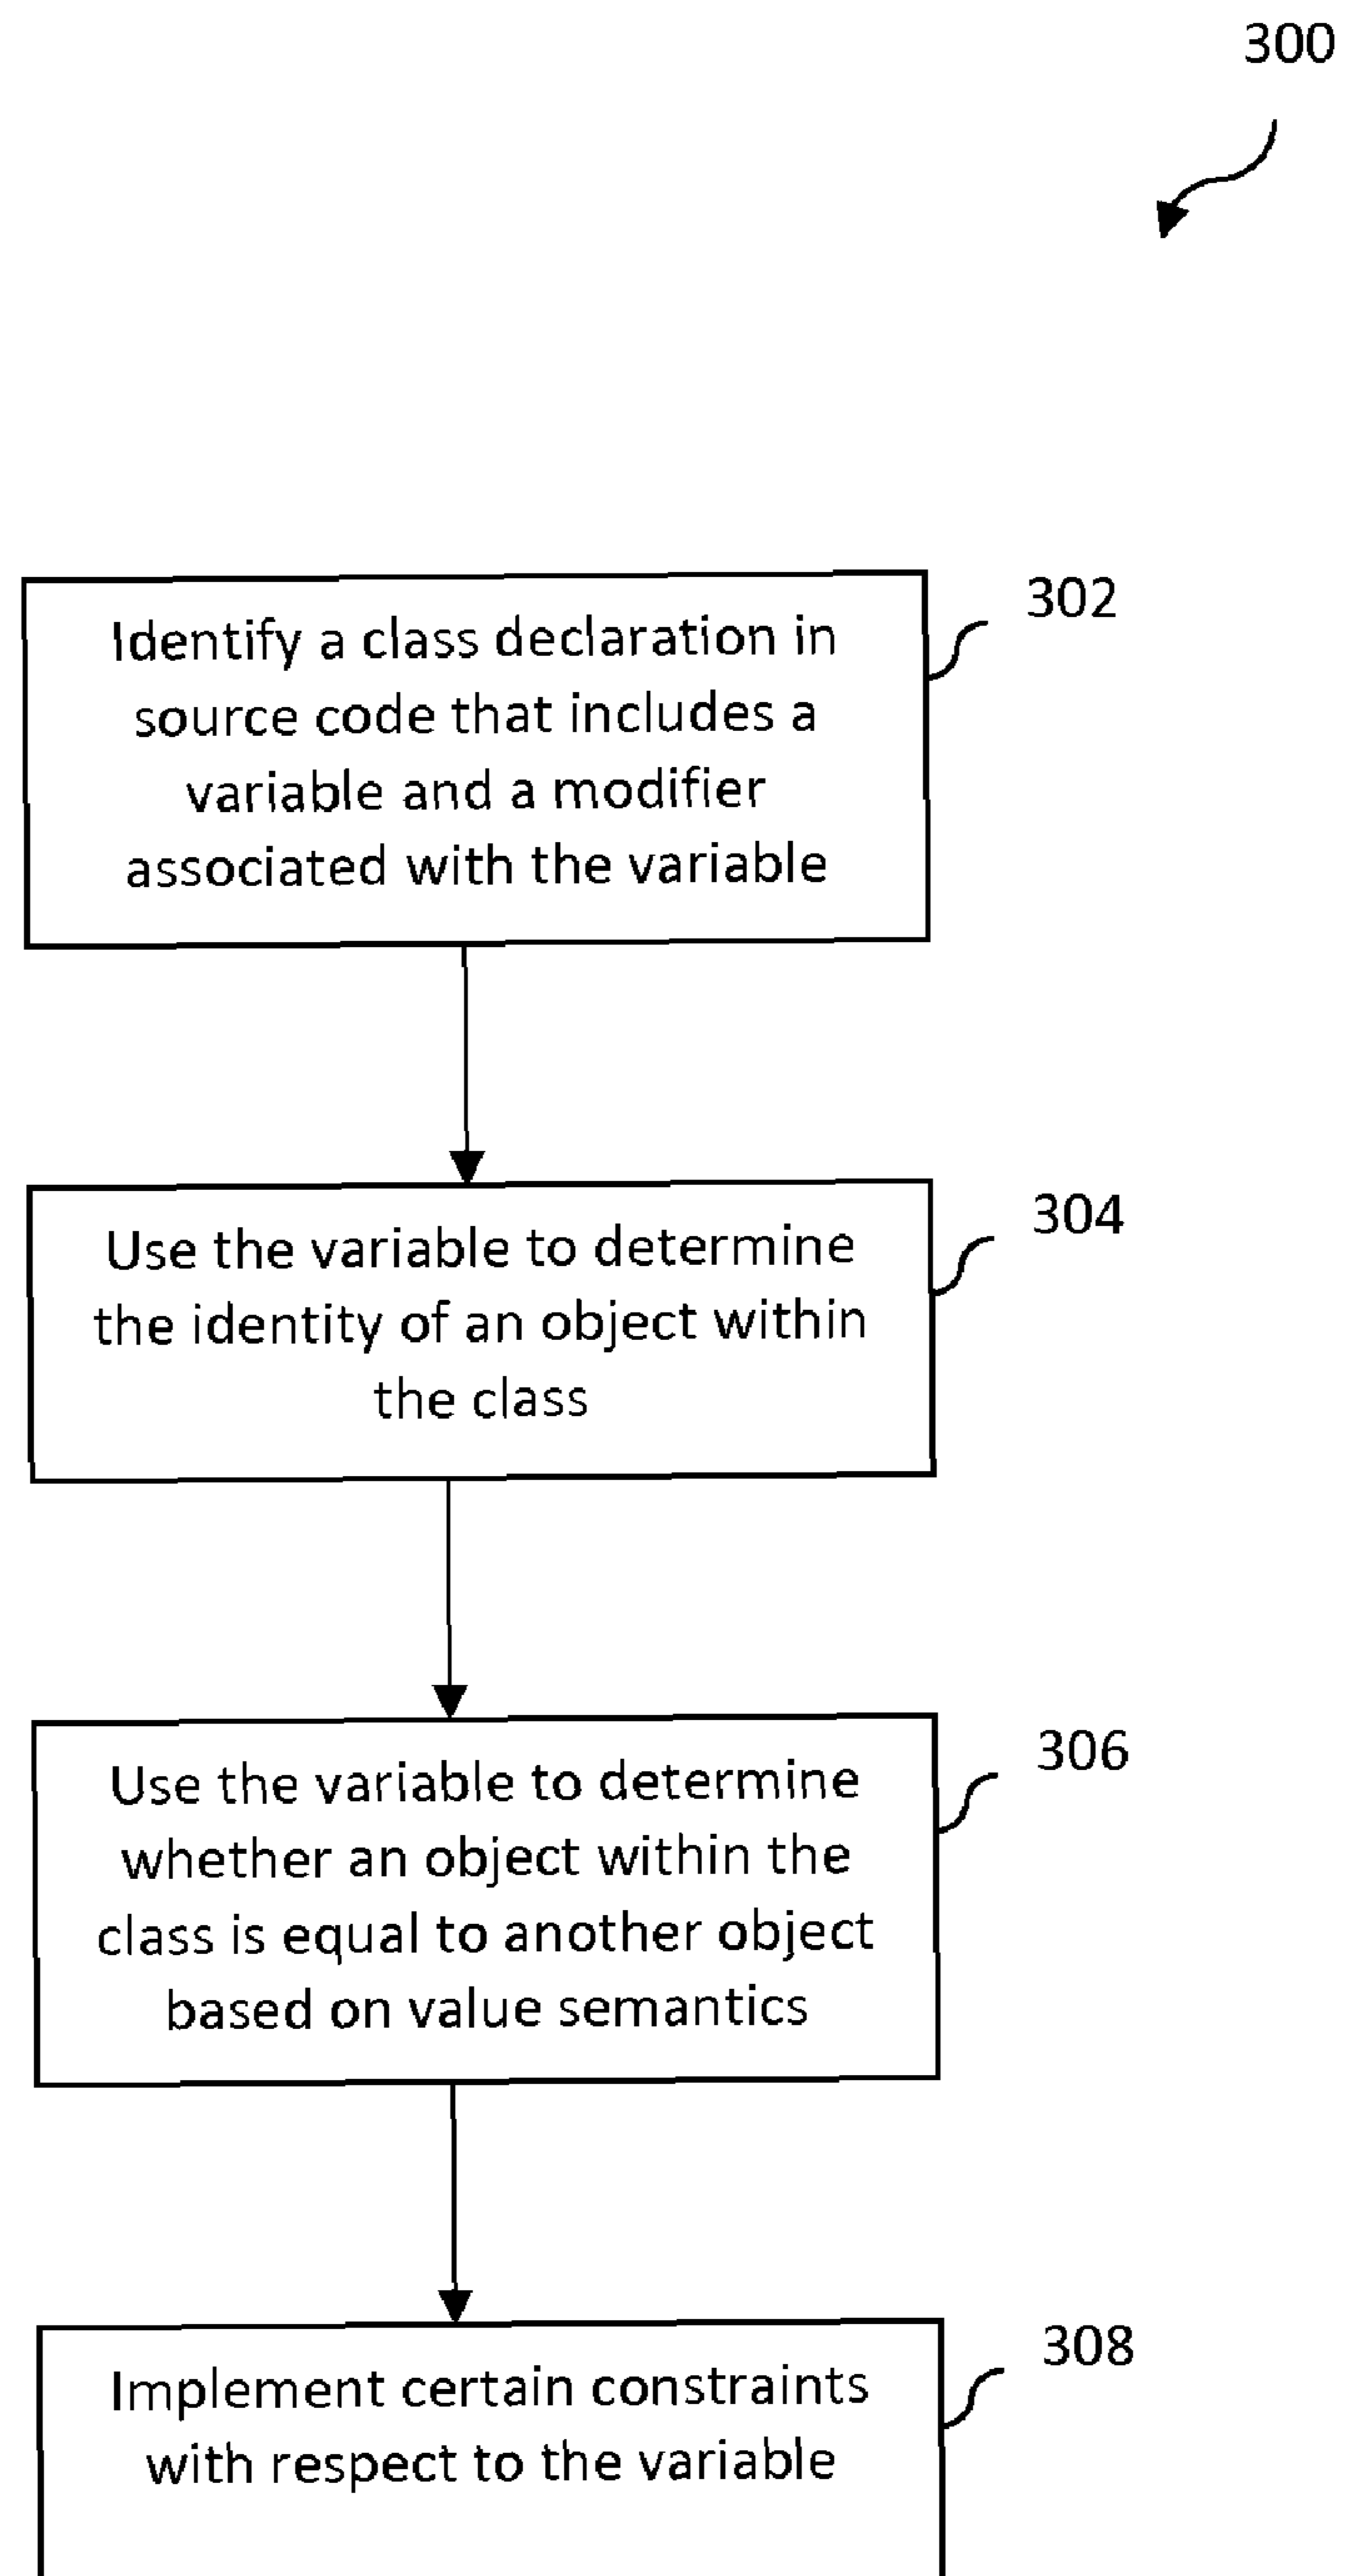 300
302
Identify a class declaration in
source code that includes a
variable and a modifier
associated with the variable
304
Use the variable to determine
the identity of an object within
the class
306
Use the variable to determine
whether an object within the
class is equal to another object
based on value semantics
308
Implement certain constraints
with respect to the variable